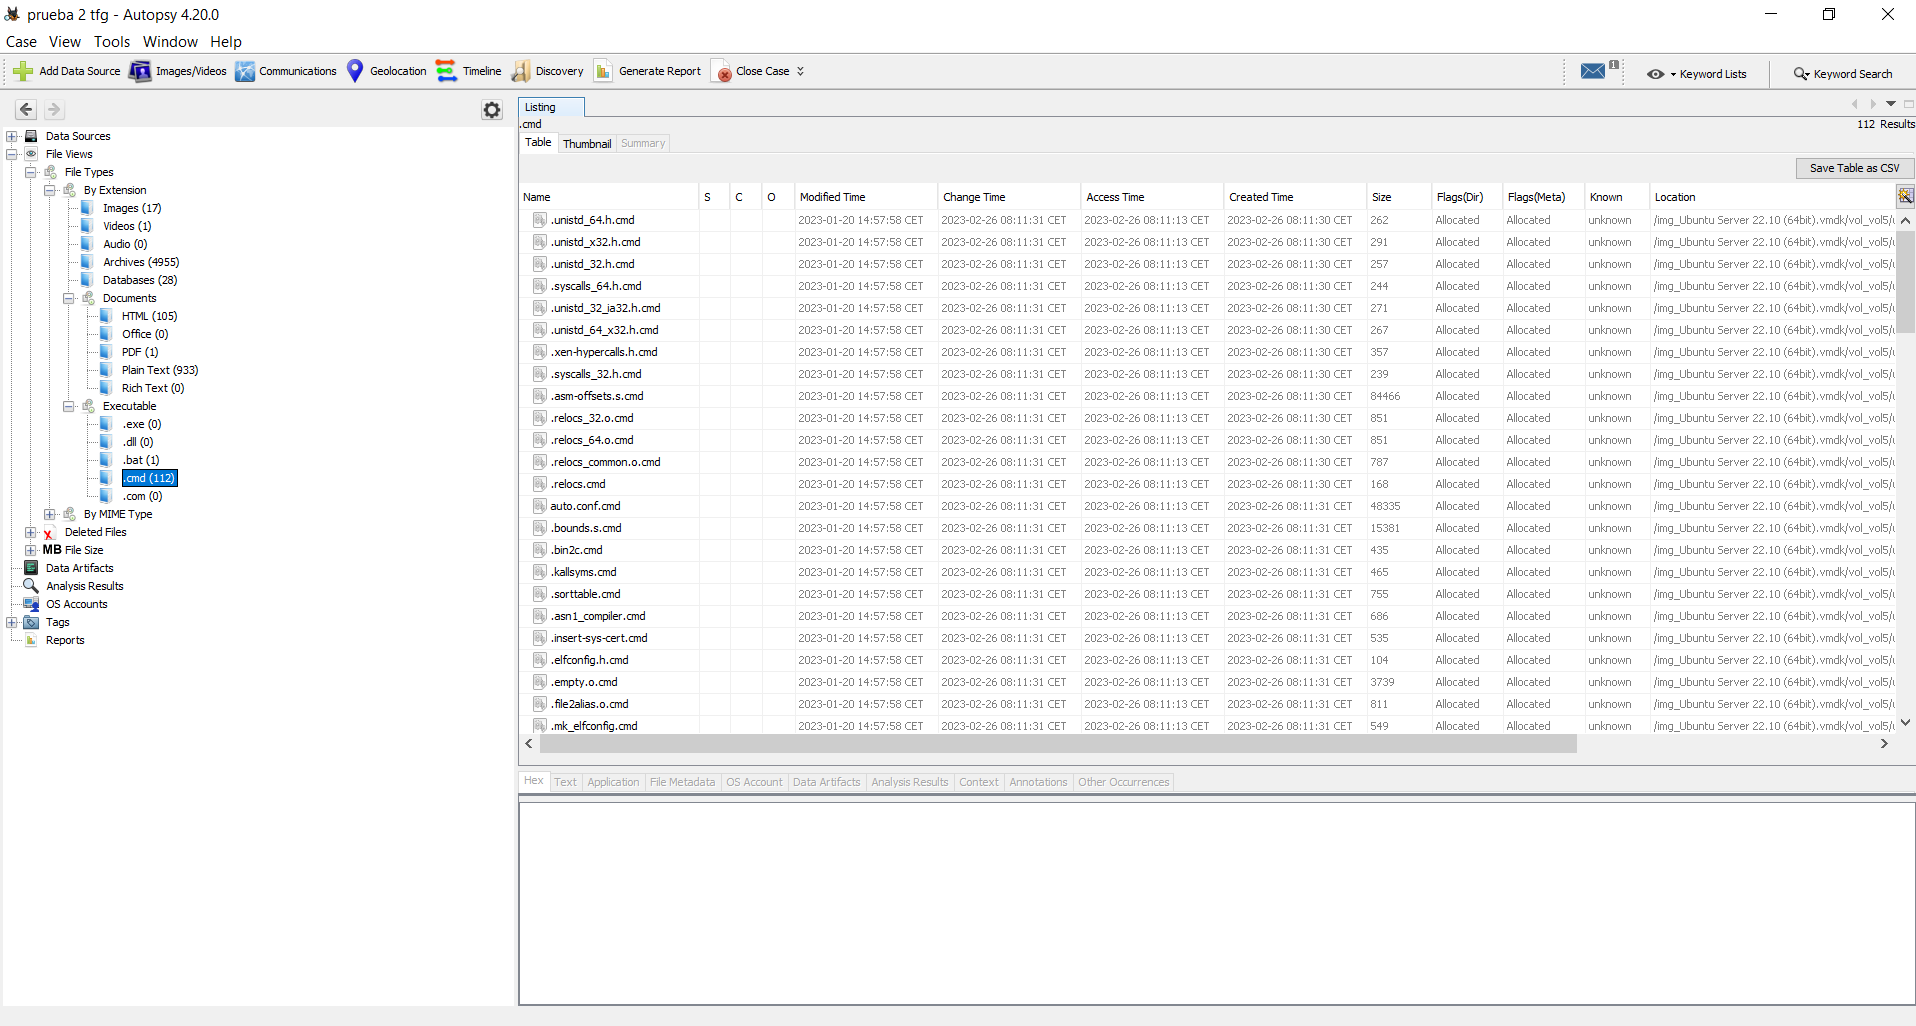 prueba 2 tfg - Autopsy 4.20.0
Case View Tools Window Help
Add Data Source Images/Videos Communications Geolocation Timeline Discovery Generate Report Close Case 1 Keyword Lists Keyword Search
Data Sources
File Views
File Types
By Extension
Images (17)
Videos (1)
Audio (0)
Archives (4955)
Databases (28)
Documents
HTML (105)
Office (0)
PDF (1)
Plain Text (933)
Rich Text (0)
Executable
.exe (0)
.dll (0)
.bat (1)
.cmd (112)
.com (0)
By MIME Type
Deleted Files
MB File Size
Data Artifacts
Analysis Results
OS Accounts
Tags
Reports
Listing
.cmd 112 Results
Table Thumbnail Summary
Save Table as CSV
Name S C O Modified Time Change Time Access Time Created Time Size Flags(Dir) Flags(Meta) Known Location
.unistd_64.h.cmd 2023-01-20 14:57:58 CET 2023-02-26 08:11:31 CET 2023-02-26 08:11:13 CET 2023-02-26 08:11:30 CET 262 Allocated Allocated unknown /img_Ubuntu Server 22.10 (64bit).vmdk/vol_vol5/
.unistd_x32.h.cmd 2023-01-20 14:57:58 CET 2023-02-26 08:11:31 CET 2023-02-26 08:11:13 CET 2023-02-26 08:11:30 CET 291 Allocated Allocated unknown /img_Ubuntu Server 22.10 (64bit).vmdk/vol_vol5/
.unistd_32.h.cmd 2023-01-20 14:57:58 CET 2023-02-26 08:11:31 CET 2023-02-26 08:11:13 CET 2023-02-26 08:11:30 CET 257 Allocated Allocated unknown /img_Ubuntu Server 22.10 (64bit).vmdk/vol_vol5/
.syscalls_64.h.cmd 2023-01-20 14:57:58 CET 2023-02-26 08:11:31 CET 2023-02-26 08:11:13 CET 2023-02-26 08:11:30 CET 244 Allocated Allocated unknown /img_Ubuntu Server 22.10 (64bit).vmdk/vol_vol5/
.unistd_32_ia32.h.cmd 2023-01-20 14:57:58 CET 2023-02-26 08:11:31 CET 2023-02-26 08:11:13 CET 2023-02-26 08:11:30 CET 271 Allocated Allocated unknown /img_Ubuntu Server 22.10 (64bit).vmdk/vol_vol5/
.unistd_64_x32.h.cmd 2023-01-20 14:57:58 CET 2023-02-26 08:11:31 CET 2023-02-26 08:11:13 CET 2023-02-26 08:11:30 CET 267 Allocated Allocated unknown /img_Ubuntu Server 22.10 (64bit).vmdk/vol_vol5/
.xen-hypercalls.h.cmd 2023-01-20 14:57:58 CET 2023-02-26 08:11:31 CET 2023-02-26 08:11:13 CET 2023-02-26 08:11:30 CET 357 Allocated Allocated unknown /img_Ubuntu Server 22.10 (64bit).vmdk/vol_vol5/
.syscalls_32.h.cmd 2023-01-20 14:57:58 CET 2023-02-26 08:11:31 CET 2023-02-26 08:11:13 CET 2023-02-26 08:11:30 CET 239 Allocated Allocated unknown /img_Ubuntu Server 22.10 (64bit).vmdk/vol_vol5/
.asm-offsets.s.cmd 2023-01-20 14:57:58 CET 2023-02-26 08:11:31 CET 2023-02-26 08:11:13 CET 2023-02-26 08:11:30 CET 84466 Allocated Allocated unknown /img_Ubuntu Server 22.10 (64bit).vmdk/vol_vol5/
.relocs_32.o.cmd 2023-01-20 14:57:58 CET 2023-02-26 08:11:31 CET 2023-02-26 08:11:13 CET 2023-02-26 08:11:30 CET 851 Allocated Allocated unknown /img_Ubuntu Server 22.10 (64bit).vmdk/vol_vol5/
.relocs_64.o.cmd 2023-01-20 14:57:58 CET 2023-02-26 08:11:31 CET 2023-02-26 08:11:13 CET 2023-02-26 08:11:30 CET 851 Allocated Allocated unknown /img_Ubuntu Server 22.10 (64bit).vmdk/vol_vol5/
.relocs_common.o.cmd 2023-01-20 14:57:58 CET 2023-02-26 08:11:31 CET 2023-02-26 08:11:13 CET 2023-02-26 08:11:30 CET 787 Allocated Allocated unknown /img_Ubuntu Server 22.10 (64bit).vmdk/vol_vol5/
.relocs.cmd 2023-01-20 14:57:58 CET 2023-02-26 08:11:31 CET 2023-02-26 08:11:13 CET 2023-02-26 08:11:30 CET 168 Allocated Allocated unknown /img_Ubuntu Server 22.10 (64bit).vmdk/vol_vol5/
auto.conf.cmd 2023-01-20 14:57:58 CET 2023-02-26 08:11:31 CET 2023-02-26 08:11:13 CET 2023-02-26 08:11:31 CET 48335 Allocated Allocated unknown /img_Ubuntu Server 22.10 (64bit).vmdk/vol_vol5/
.bounds.s.cmd 2023-01-20 14:57:58 CET 2023-02-26 08:11:31 CET 2023-02-26 08:11:13 CET 2023-02-26 08:11:31 CET 15381 Allocated Allocated unknown /img_Ubuntu Server 22.10 (64bit).vmdk/vol_vol5/
.bin2c.cmd 2023-01-20 14:57:58 CET 2023-02-26 08:11:31 CET 2023-02-26 08:11:13 CET 2023-02-26 08:11:31 CET 435 Allocated Allocated unknown /img_Ubuntu Server 22.10 (64bit).vmdk/vol_vol5/
.kallsyms.cmd 2023-01-20 14:57:58 CET 2023-02-26 08:11:31 CET 2023-02-26 08:11:13 CET 2023-02-26 08:11:31 CET 465 Allocated Allocated unknown /img_Ubuntu Server 22.10 (64bit).vmdk/vol_vol5/
.sorttable.cmd 2023-01-20 14:57:58 CET 2023-02-26 08:11:31 CET 2023-02-26 08:11:13 CET 2023-02-26 08:11:31 CET 755 Allocated Allocated unknown /img_Ubuntu Server 22.10 (64bit).vmdk/vol_vol5/
.asn1_compiler.cmd 2023-01-20 14:57:58 CET 2023-02-26 08:11:31 CET 2023-02-26 08:11:13 CET 2023-02-26 08:11:31 CET 686 Allocated Allocated unknown /img_Ubuntu Server 22.10 (64bit).vmdk/vol_vol5/
.insert-sys-cert.cmd 2023-01-20 14:57:58 CET 2023-02-26 08:11:31 CET 2023-02-26 08:11:13 CET 2023-02-26 08:11:31 CET 535 Allocated Allocated unknown /img_Ubuntu Server 22.10 (64bit).vmdk/vol_vol5/
.elfconfig.h.cmd 2023-01-20 14:57:58 CET 2023-02-26 08:11:31 CET 2023-02-26 08:11:13 CET 2023-02-26 08:11:31 CET 104 Allocated Allocated unknown /img_Ubuntu Server 22.10 (64bit).vmdk/vol_vol5/
.empty.o.cmd 2023-01-20 14:57:58 CET 2023-02-26 08:11:31 CET 2023-02-26 08:11:13 CET 2023-02-26 08:11:31 CET 3739 Allocated Allocated unknown /img_Ubuntu Server 22.10 (64bit).vmdk/vol_vol5/
.file2alias.o.cmd 2023-01-20 14:57:58 CET 2023-02-26 08:11:31 CET 2023-02-26 08:11:13 CET 2023-02-26 08:11:31 CET 811 Allocated Allocated unknown /img_Ubuntu Server 22.10 (64bit).vmdk/vol_vol5/
.mk_elfconfig.cmd 2023-01-20 14:57:58 CET 2023-02-26 08:11:31 CET 2023-02-26 08:11:13 CET 2023-02-26 08:11:31 CET 549 Allocated Allocated unknown /img_Ubuntu Server 22.10 (64bit).vmdk/vol_vol5/
Hex Text Application File Metadata OS Account Data Artifacts Analysis Results Context Annotations Other Occurrences